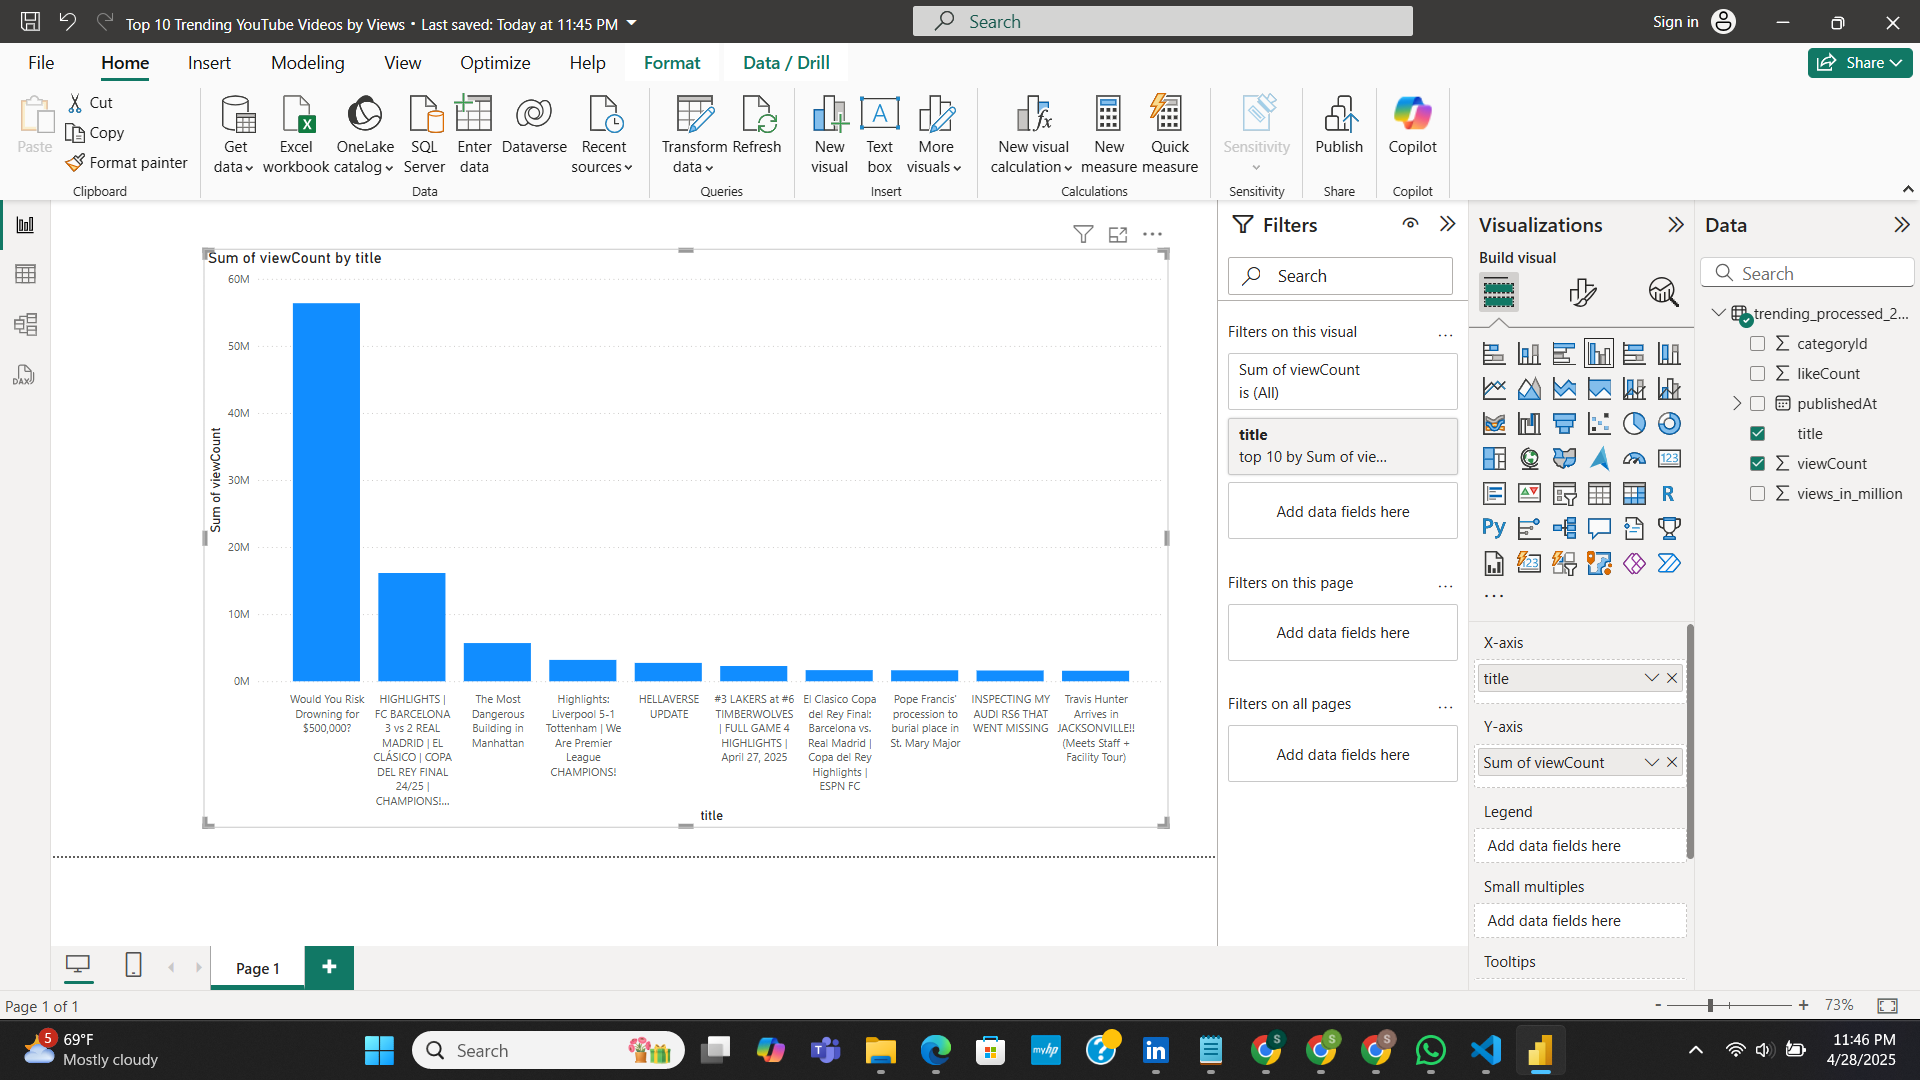 Top 10 Trending YouTube Videos by Views • Last saved: Today at 11:45 PM
Search
Sign in
File
Home
Insert
Modeling
View
Optimize
Help
Format
Data / Drill
Share
Paste
Cut
Copy
Format painter
Clipboard
Get data
Excel workbook
OneLake catalog
SQL Server
Enter data
Dataverse
Recent sources
Data
Transform data
Refresh
Queries
New visual
Text box
More visuals
Insert
New visual calculation
New measure
Quick measure
Calculations
Sensitivity
Sensitivity
Publish
Share
Copilot
Copilot
Sum of viewCount by title
60M
50M
40M
30M
20M
10M
0M
Sum of viewCount
Would You Risk
Drowning for
$500,000?
HIGHLIGHTS |
FC BARCELONA
3 vs 2 REAL
MADRID | EL
CLÁSICO | COPA
DEL REY FINAL
24/25 |
CHAMPIONS!...
The Most
Dangerous
Building in
Manhattan
Highlights:
Liverpool 5-1
Tottenham | We
Are Premier
League
CHAMPIONS!
HELLAVERSE
UPDATE
#3 LAKERS at #6
TIMBERWOLVES
| FULL GAME 4
HIGHLIGHTS |
April 27, 2025
El Clasico Copa
del Rey Final:
Barcelona vs.
Real Madrid |
Copa del Rey
Highlights |
ESPN FC
Pope Francis'
procession to
burial place in
St. Mary Major
INSPECTING MY
AUDI RS6 THAT
WENT MISSING
Travis Hunter
Arrives in
JACKSONVILLE!!
(Meets Staff +
Facility Tour)
title
Filters
Search
Filters on this visual
...
Sum of viewCount
is (All)
title
top 10 by Sum of vie...
Add data fields here
Filters on this page
...
Add data fields here
Filters on all pages
...
Add data fields here
Visualizations
Build visual
123
R
Py
123
...
X-axis
title
Y-axis
Sum of viewCount
Legend
Add data fields here
Small multiples
Add data fields here
Tooltips
Data
Search
trending_processed_2...
categoryId
likeCount
publishedAt
title
viewCount
views_in_million
DAX
Page 1
Page 1 of 1
- + 73%
5
69°F
Mostly cloudy
Search
myhp
S
S
S
11:46 PM
4/28/2025